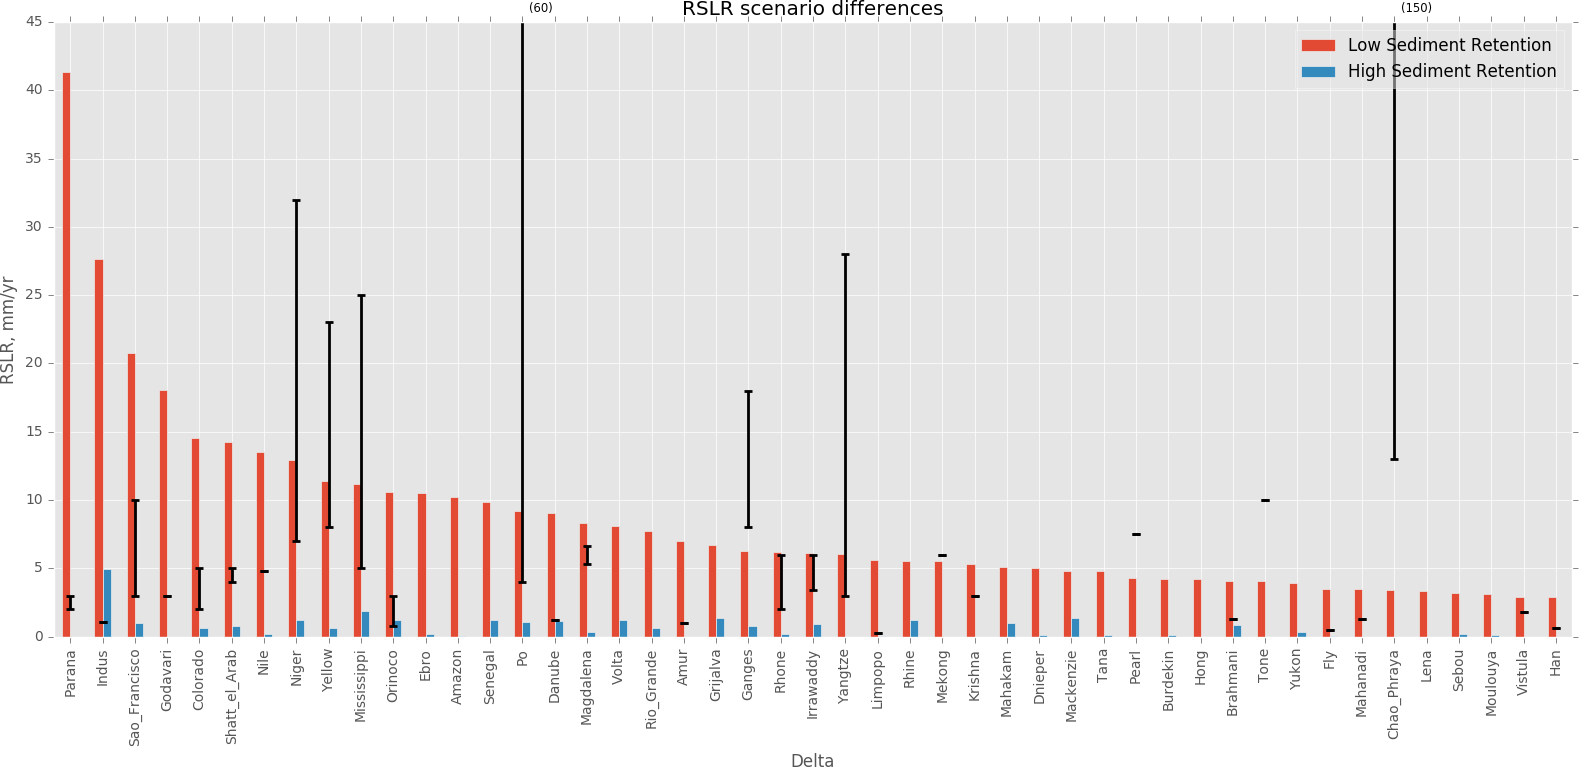 (60)
RSLR scenario differences
(150)
Low Sediment Retention
High Sediment Retention
45
40
35
30
25
20
15
10
5
0
RSLR, mm/yr
Parana
Indus
Sao_Francisco
Godavari
Colorado
Shatt_el_Arab
Nile
Niger
Yellow
Mississippi
Orinoco
Ebro
Amazon
Senegal
Po
Danube
Magdalena
Volta
Rio_Grande
Amur
Grijalva
Ganges
Rhone
Irrawaddy
Yangtze
Limpopo
Rhine
Mekong
Krishna
Mahakam
Dnieper
Mackenzie
Tana
Pearl
Burdekin
Hong
Brahmani
Tone
Yukon
Fly
Mahanadi
Chao_Phraya
Lena
Sebou
Moulouya
Vistula
Han
Delta